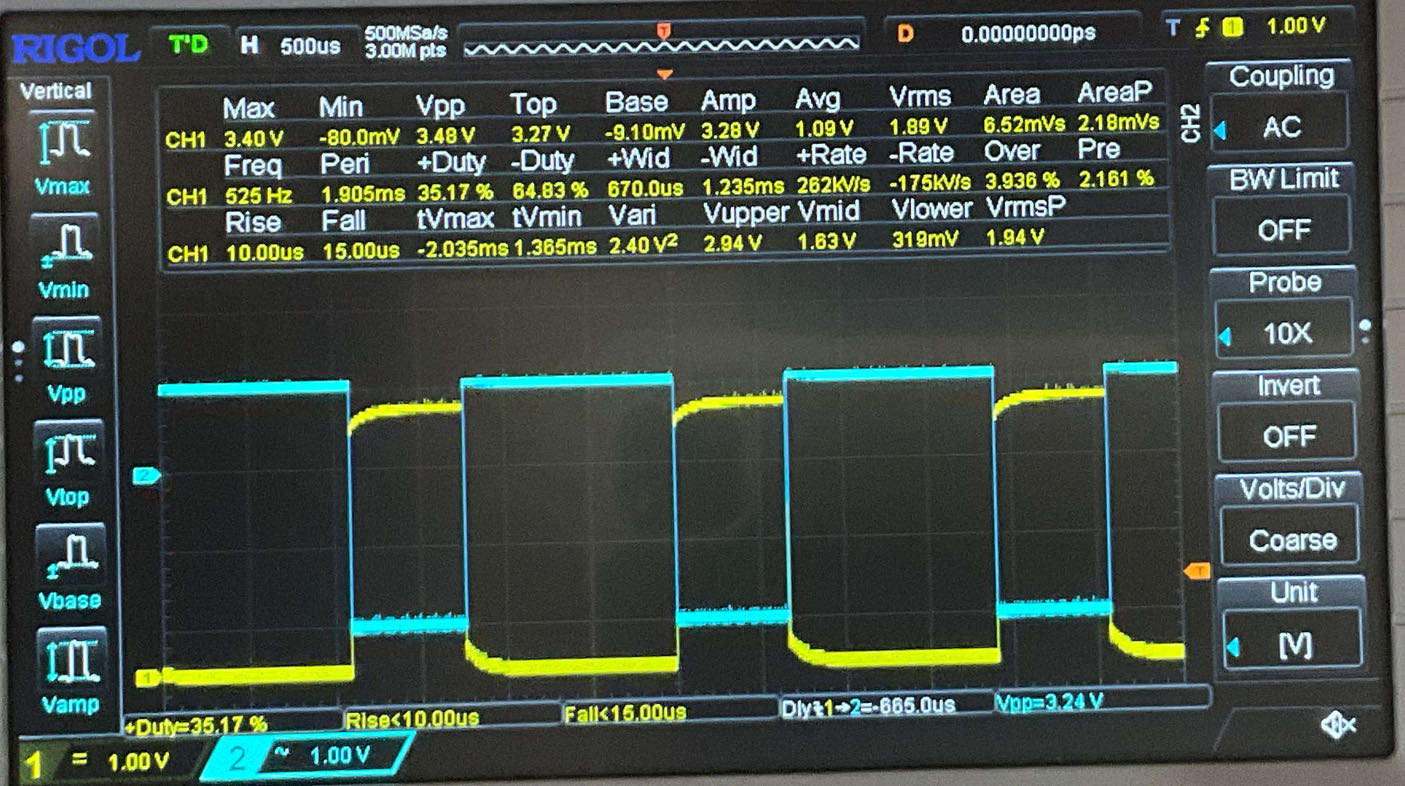 RIGOL T'D H 500us 500MSa/s 3.00M pts T D 0.00000000ps T 1 1.00 V
Vertical
Vmax
Vmin
Vpp
Vtop
Vbase
Vamp
Max Min Vpp Top Base Amp Avg Vrms Area AreaP
CH1 3.40 V -80.0mV 3.48 V 3.27 V -9.10mV 3.28 V 1.09 V 1.89 V 6.52mVs 2.18mVs
Freq Peri +Duty -Duty +Wid -Wid +Rate -Rate Over Pre
CH1 525 Hz 1.905ms 35.17 % 64.83 % 670.0us 1.235ms 262kV/s -175kV/s 3.936 % 2.161 %
Rise Fall tVmax tVmin Vari Vupper Vmid Vlower VrmsP
CH1 10.00us 15.00us -2.035ms 1.365ms 2.40 V² 2.94 V 1.63 V 319mV 1.94 V
2
T
1
+Duty=35.17 % Rise<10.00us Fall<15.00us Dly1→2=-665.0us Vpp=3.24 V
1 = 1.00 V 2 ~ 1.00 V
CH2
Coupling
AC
BW Limit
OFF
Probe
10X
Invert
OFF
Volts/Div
Coarse
Unit
[V]